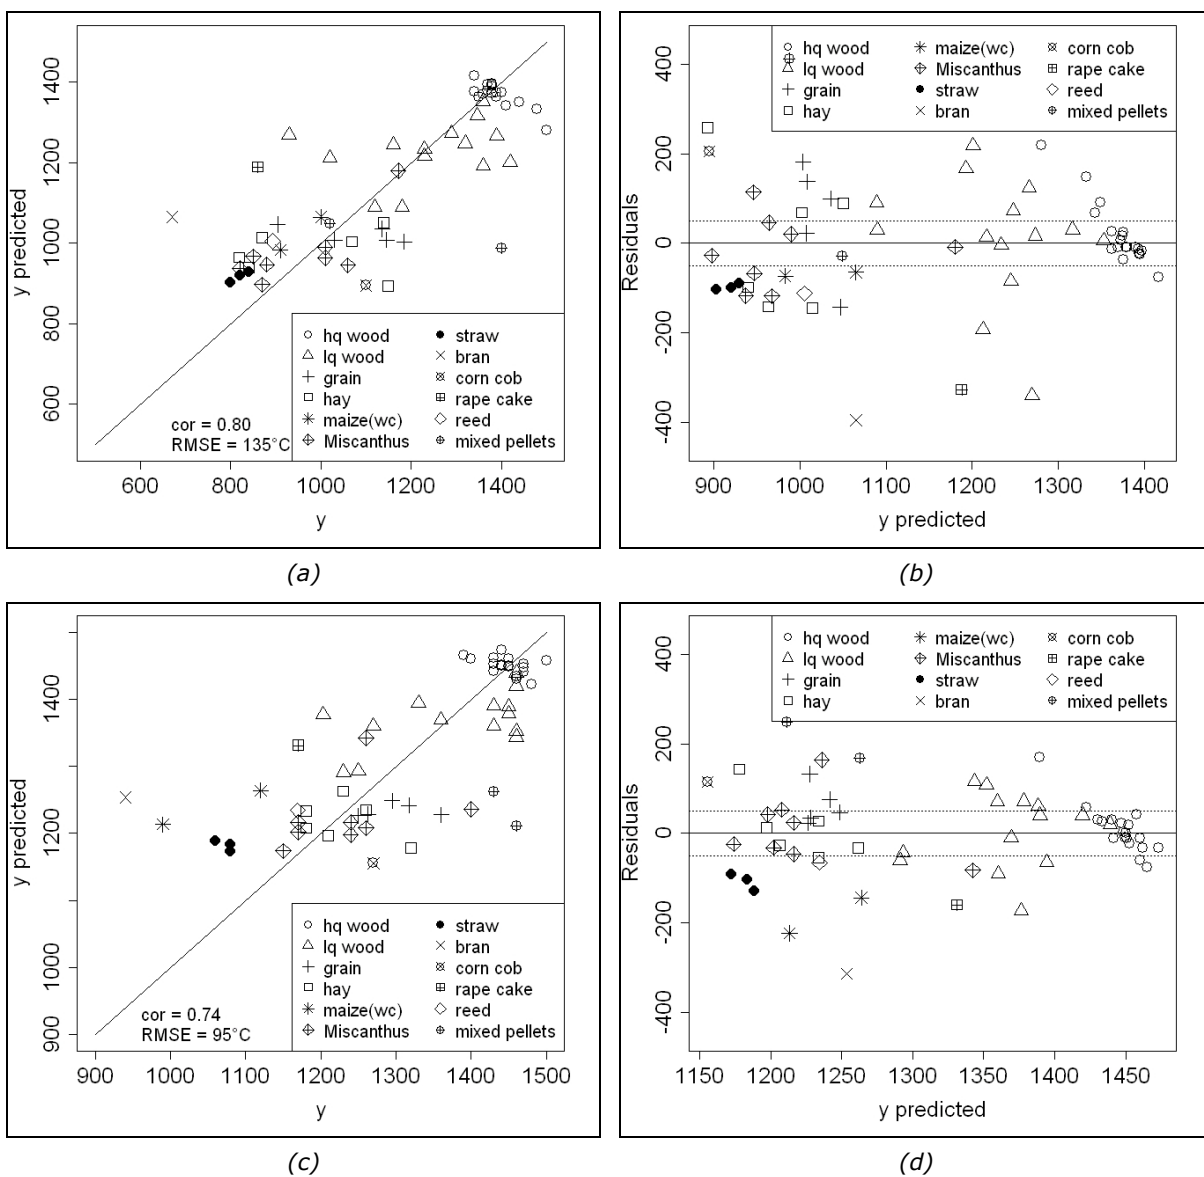 y predicted
1400
1200
1000
800
600
hq wood
lq wood
grain
hay
maize(wc)
Miscanthus
straw
bran
corn cob
rape cake
reed
mixed pellets
cor = 0.80
RMSE = 135°C
600 800 1000 1200 1400
y
(a)
Residuals
400
200
0
-200
-400
hq wood
lq wood
grain
hay
maize(wc)
Miscanthus
straw
bran
corn cob
rape cake
reed
mixed pellets
900 1000 1100 1200 1300 1400
y predicted
(b)
y predicted
1400
1200
1000
900
hq wood
lq wood
grain
hay
maize(wc)
Miscanthus
straw
bran
corn cob
rape cake
reed
mixed pellets
cor = 0.74
RMSE = 95°C
900 1000 1100 1200 1300 1400 1500
y
(c)
Residuals
400
200
0
-200
-400
hq wood
lq wood
grain
hay
maize(wc)
Miscanthus
straw
bran
corn cob
rape cake
reed
mixed pellets
1150 1200 1250 1300 1350 1400 1450
y predicted
(d)